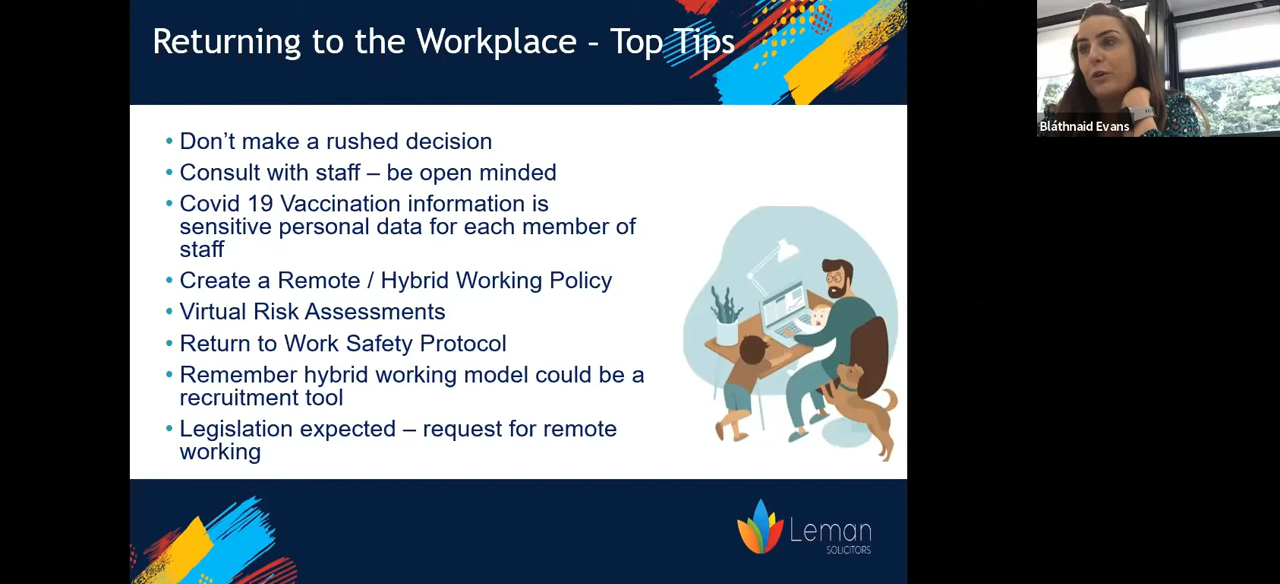 Returning to the Workplace – Top Tips
• Don’t make a rushed decision
• Consult with staff – be open minded
• Covid 19 Vaccination information is
sensitive personal data for each member of
staff
• Create a Remote / Hybrid Working Policy
• Virtual Risk Assessments
• Return to Work Safety Protocol
• Remember hybrid working model could be a
recruitment tool
• Legislation expected – request for remote
working
Leman
SOLICITORS
Bláthnaid Evans